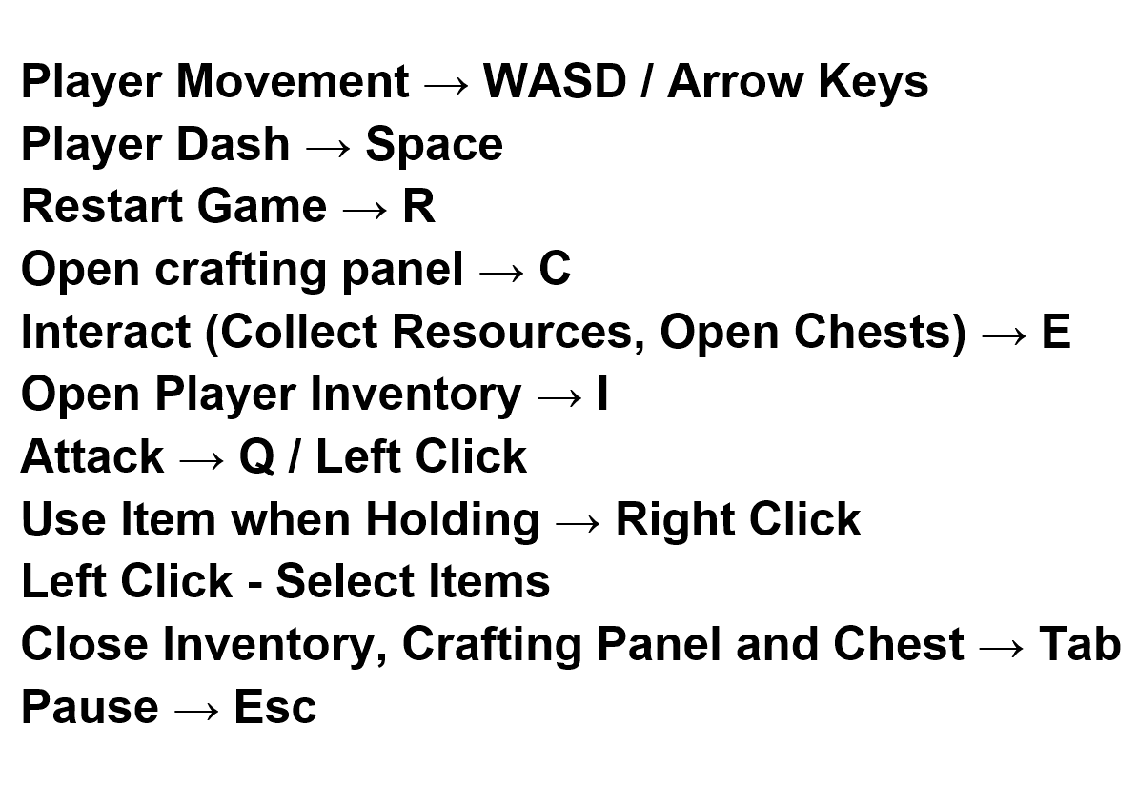 Player Movement → WASD / Arrow Keys
Player Dash → Space
Restart Game → R
Open crafting panel → C
Interact (Collect Resources, Open Chests) → E
Open Player Inventory → I
Attack → Q / Left Click
Use Item when Holding → Right Click
Left Click - Select Items
Close Inventory, Crafting Panel and Chest → Tab
Pause → Esc